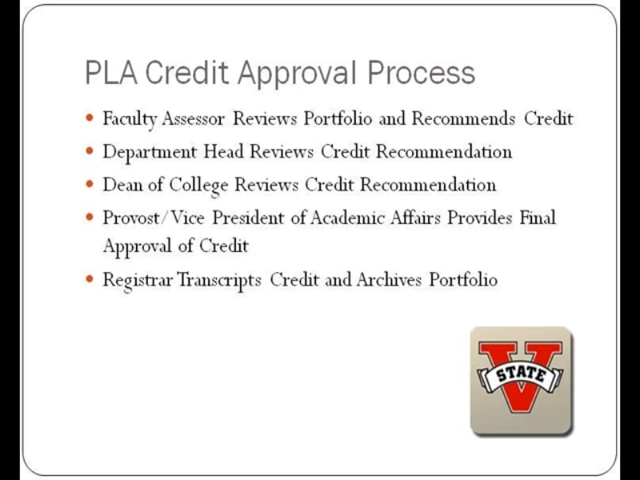 PLA Credit Approval Process
• Faculty Assessor Reviews Portfolio and Recommends Credit
• Department Head Reviews Credit Recommendation
• Dean of College Reviews Credit Recommendation
• Provost/Vice President of Academic Affairs Provides Final
Approval of Credit
• Registrar Transcripts Credit and Archives Portfolio
V
STATE